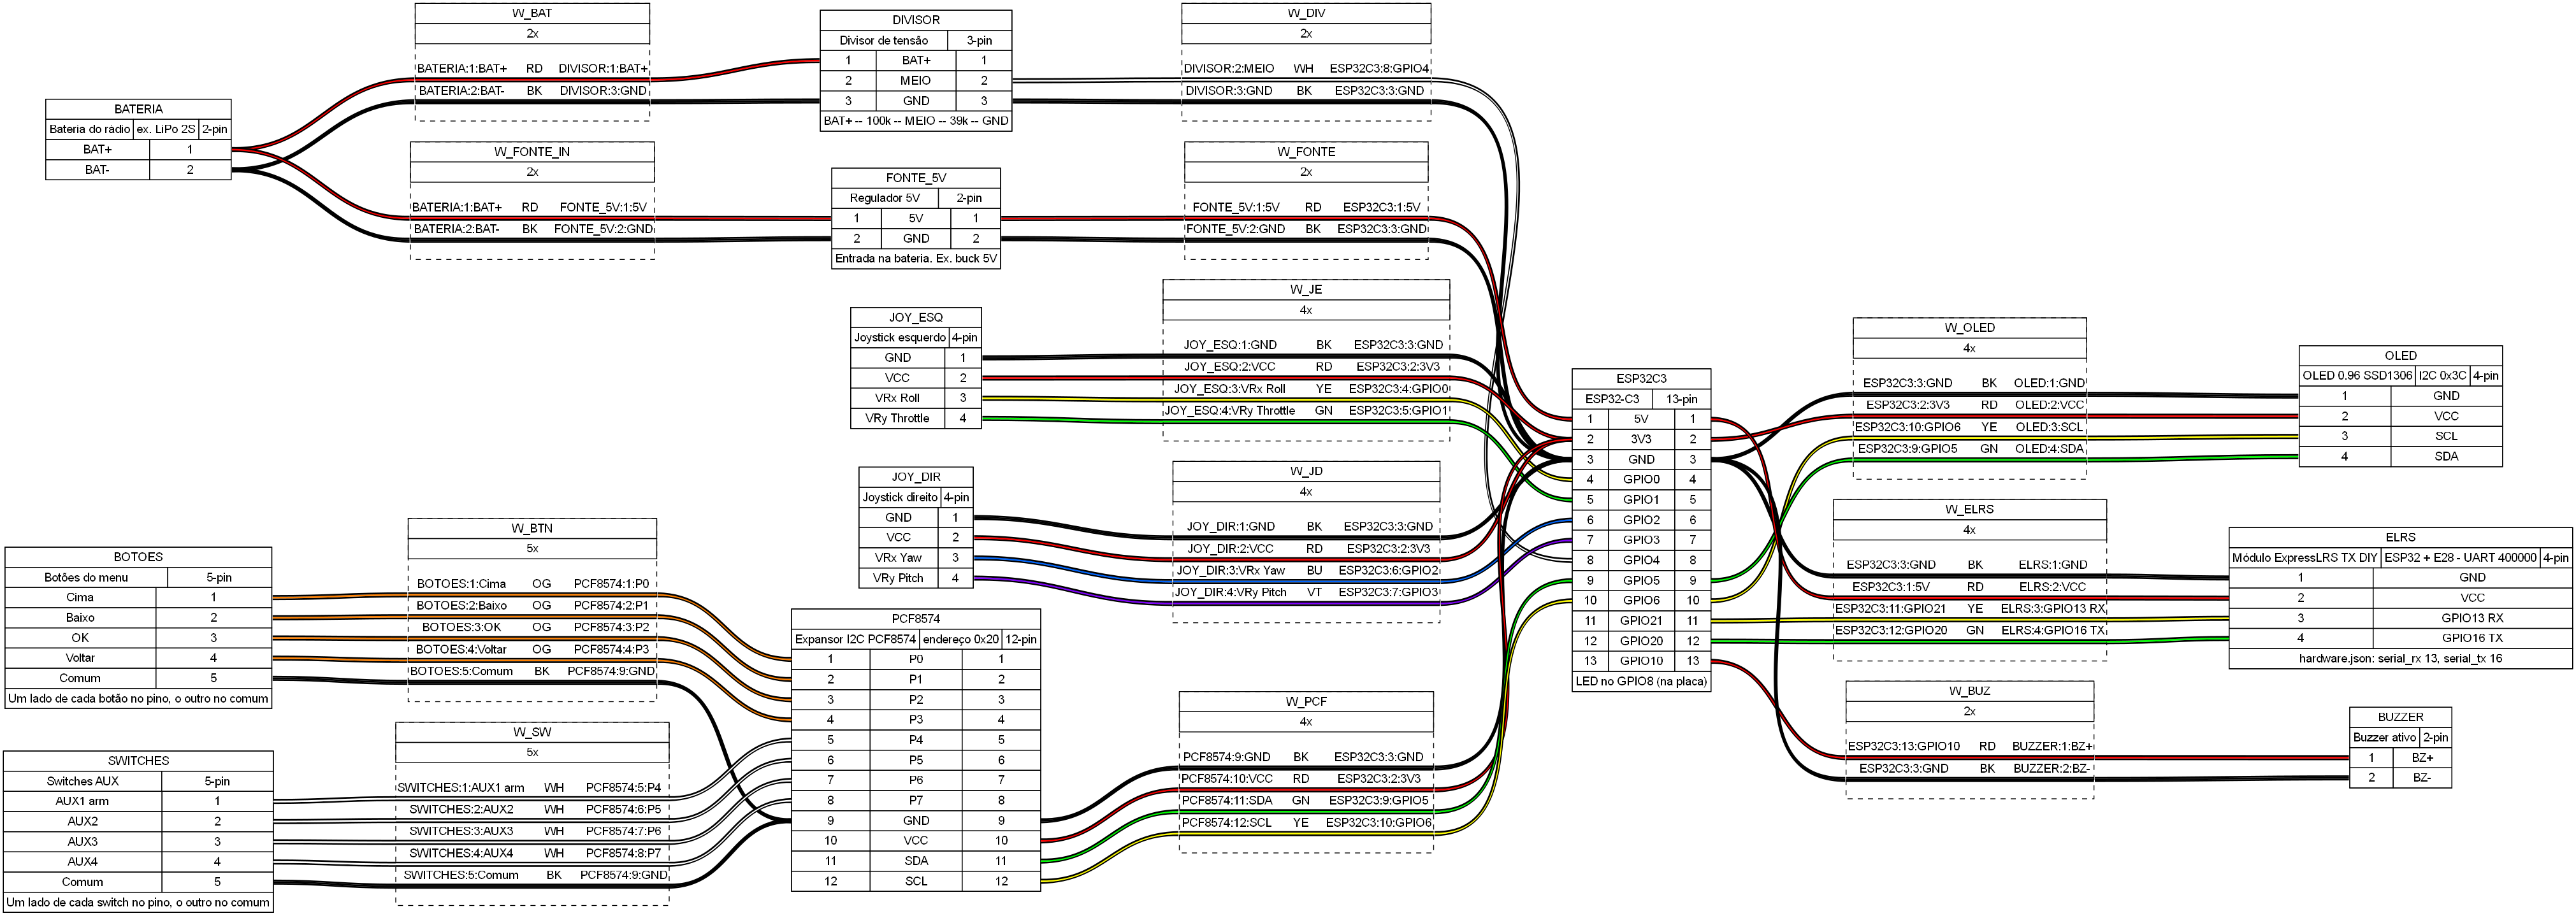 W_BAT
2x
BATERIA:1:BAT+ RD DIVISOR:1:BAT+
BATERIA:2:BAT- BK DIVISOR:3:GND
DIVISOR
Divisor de tensão 3-pin
1 BAT+ 1
2 MEIO 2
3 GND 3
BAT+ -- 100k -- MEIO -- 39k -- GND
W_DIV
2x
DIVISOR:2:MEIO WH ESP32C3:8:GPIO4
DIVISOR:3:GND BK ESP32C3:3:GND
BATERIA
Bateria do rádio ex. LiPo 2S 2-pin
BAT+ 1
BAT- 2
W_FONTE_IN
2x
BATERIA:1:BAT+ RD FONTE_5V:1:5V
BATERIA:2:BAT- BK FONTE_5V:2:GND
FONTE_5V
Regulador 5V 2-pin
1 5V 1
2 GND 2
Entrada na bateria. Ex. buck 5V
W_FONTE
2x
FONTE_5V:1:5V RD ESP32C3:1:5V
FONTE_5V:2:GND BK ESP32C3:3:GND
JOY_ESQ
Joystick esquerdo 4-pin
GND 1
VCC 2
VRx Roll 3
VRy Throttle 4
W_JE
4x
JOY_ESQ:1:GND BK ESP32C3:3:GND
JOY_ESQ:2:VCC RD ESP32C3:2:3V3
JOY_ESQ:3:VRx Roll YE ESP32C3:4:GPIO0
JOY_ESQ:4:VRy Throttle GN ESP32C3:5:GPIO1
JOY_DIR
Joystick direito 4-pin
GND 1
VCC 2
VRx Yaw 3
VRy Pitch 4
W_JD
4x
JOY_DIR:1:GND BK ESP32C3:3:GND
JOY_DIR:2:VCC RD ESP32C3:2:3V3
JOY_DIR:3:VRx Yaw BU ESP32C3:6:GPIO2
JOY_DIR:4:VRy Pitch VT ESP32C3:7:GPIO3
BOTOES
Botões do menu 5-pin
Cima 1
Baixo 2
OK 3
Voltar 4
Comum 5
Um lado de cada botão no pino, o outro no comum
W_BTN
5x
BOTOES:1:Cima OG PCF8574:1:P0
BOTOES:2:Baixo OG PCF8574:2:P1
BOTOES:3:OK OG PCF8574:3:P2
BOTOES:4:Voltar OG PCF8574:4:P3
BOTOES:5:Comum BK PCF8574:9:GND
SWITCHES
Switches AUX 5-pin
AUX1 arm 1
AUX2 2
AUX3 3
AUX4 4
Comum 5
Um lado de cada switch no pino, o outro no comum
W_SW
5x
SWITCHES:1:AUX1 arm WH PCF8574:5:P4
SWITCHES:2:AUX2 WH PCF8574:6:P5
SWITCHES:3:AUX3 WH PCF8574:7:P6
SWITCHES:4:AUX4 WH PCF8574:8:P7
SWITCHES:5:Comum BK PCF8574:9:GND
PCF8574
Expansor I2C PCF8574 endereço 0x20 12-pin
1 P0 1
2 P1 2
3 P2 3
4 P3 4
5 P4 5
6 P5 6
7 P6 7
8 P7 8
9 GND 9
10 VCC 10
11 SDA 11
12 SCL 12
W_PCF
4x
PCF8574:9:GND BK ESP32C3:3:GND
PCF8574:10:VCC RD ESP32C3:2:3V3
PCF8574:11:SDA GN ESP32C3:9:GPIO5
PCF8574:12:SCL YE ESP32C3:10:GPIO6
ESP32C3
ESP32-C3 13-pin
1 5V 1
2 3V3 2
3 GND 3
4 GPIO0 4
5 GPIO1 5
6 GPIO2 6
7 GPIO3 7
8 GPIO4 8
9 GPIO5 9
10 GPIO6 10
11 GPIO21 11
12 GPIO20 12
13 GPIO10 13
LED no GPIO8 (na placa)
W_OLED
4x
ESP32C3:3:GND BK OLED:1:GND
ESP32C3:2:3V3 RD OLED:2:VCC
ESP32C3:10:GPIO6 YE OLED:3:SCL
ESP32C3:9:GPIO5 GN OLED:4:SDA
OLED
OLED 0.96 SSD1306 I2C 0x3C 4-pin
1 GND
2 VCC
3 SCL
4 SDA
W_ELRS
4x
ESP32C3:3:GND BK ELRS:1:GND
ESP32C3:1:5V RD ELRS:2:VCC
ESP32C3:11:GPIO21 YE ELRS:3:GPIO13 RX
ESP32C3:12:GPIO20 GN ELRS:4:GPIO16 TX
ELRS
Módulo ExpressLRS TX DIY ESP32 + E28 - UART 400000 4-pin
1 GND
2 VCC
3 GPIO13 RX
4 GPIO16 TX
hardware.json: serial_rx 13, serial_tx 16
W_BUZ
2x
ESP32C3:13:GPIO10 RD BUZZER:1:BZ+
ESP32C3:3:GND BK BUZZER:2:BZ-
BUZZER
Buzzer ativo 2-pin
1 BZ+
2 BZ-